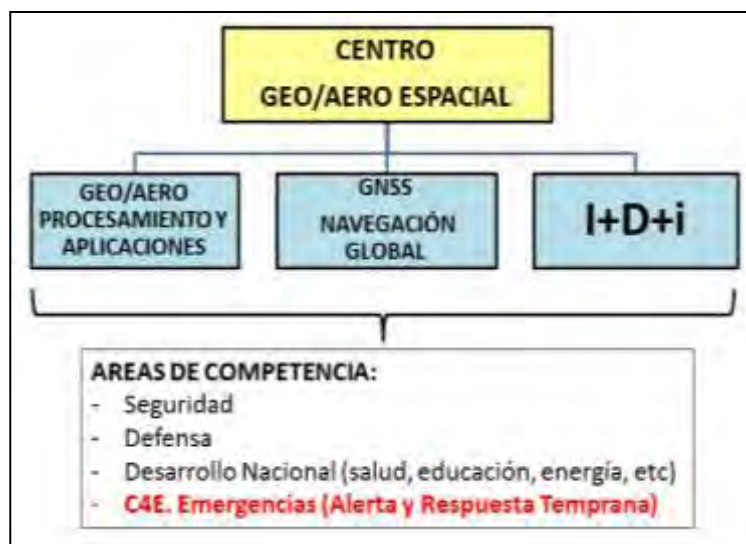 CENTRO
GEO/AERO ESPACIAL
GEO/AERO
PROCESAMIENTO Y
APLICACIONES
GNSS
NAVEGACIÓN
GLOBAL
I+D+i
AREAS DE COMPETENCIA:
- Seguridad
- Defensa
- Desarrollo Nacional (salud, educación, energía, etc)
- C4E. Emergencias (Alerta y Respuesta Temprana)